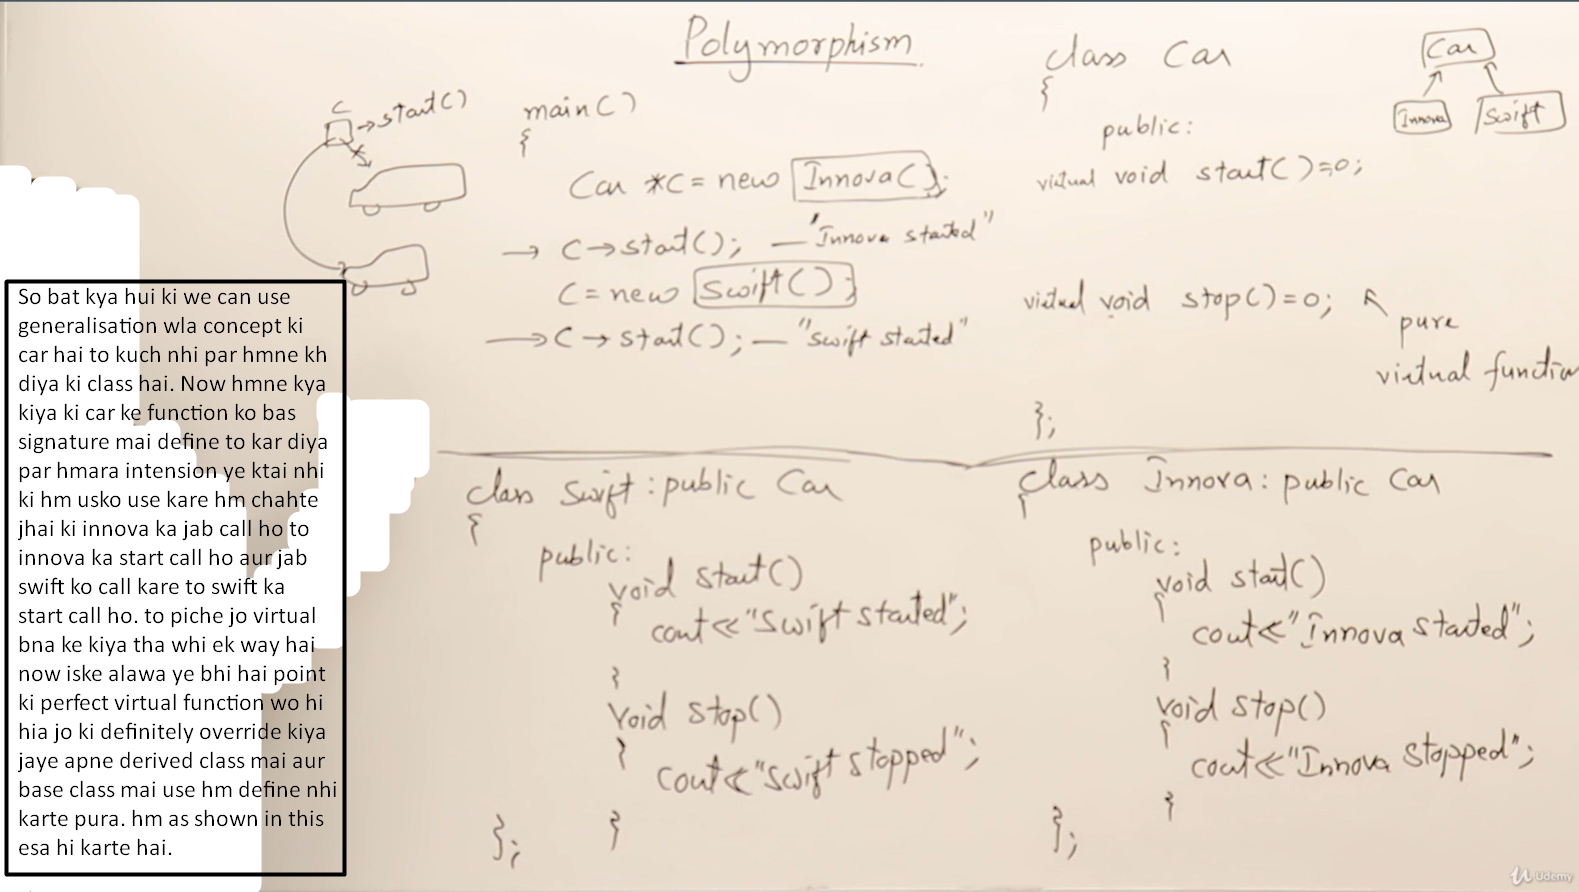 Polymorphism
C
→start()
main()
{
Car *C = new Innova();
→ C→start(); — "Innova started"
C = new Swift();
→ C→start(); — "Swift started"
class Car
{
public:
virtual void start()=0;
virtual void stop()=0;
pure
virtual function
};
Car
Innova
Swift
So bat kya hui ki we can use
generalisation wla concept ki
car hai to kuch nhi par hmne kh
diya ki class hai. Now hmne kya
kiya ki car ke function ko bas
signature mai define to kar diya
par hmara intension ye ktai nhi
ki hm usko use kare hm chahte
jhai ki innova ka jab call ho to
innova ka start call ho aur jab
swift ko call kare to swift ka
start call ho. to piche jo virtual
bna ke kiya tha whi ek way hai
now iske alawa ye bhi hai point
ki perfect virtual function wo hi
hia jo ki definitely override kiya
jaye apne derived class mai aur
base class mai use hm define nhi
karte pura. hm as shown in this
esa hi karte hai.
class Swift : public Car
{
public:
void start()
{
cout<<"Swift started";
}
void stop()
}
cout<<"Swift stopped";
}
};
class Innova : public Car
{
public:
void start()
{
cout<<"Innova started";
}
void stop()
{
cout<<"Innova stopped";
}
};
Udemy